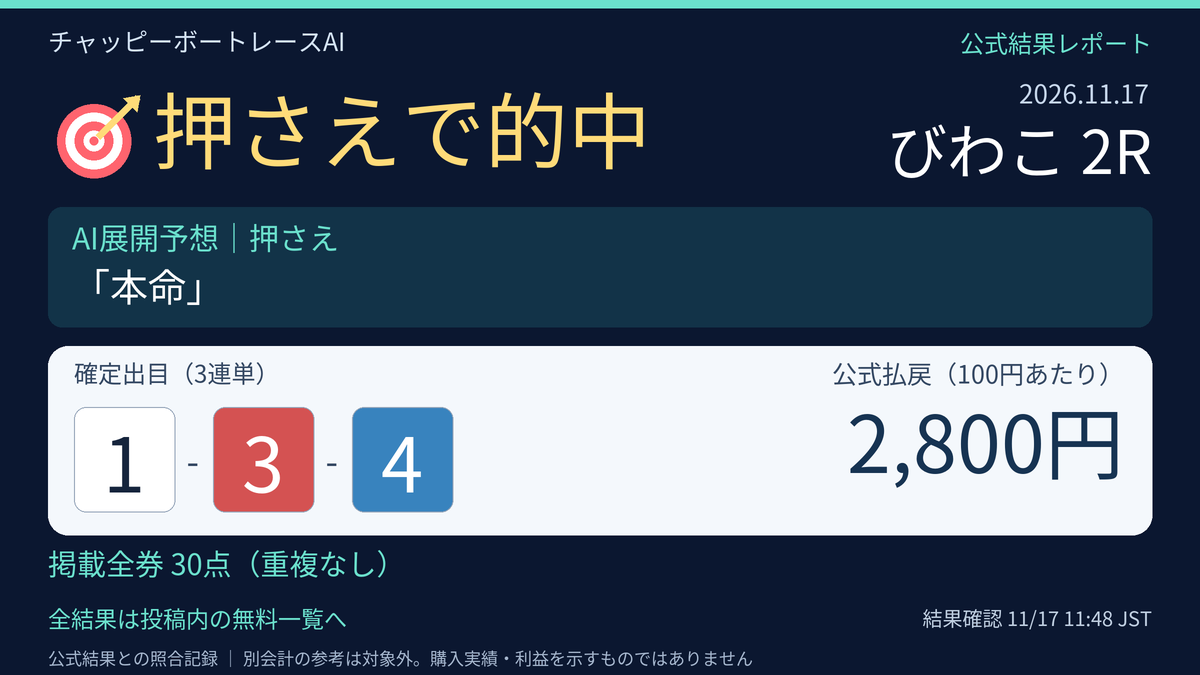 チャッピーボートレースAI
公式結果レポート
2026.11.17
びわこ 2R
🎯押さえで的中
AI展開予想｜押さえ
「本命」
確定出目（3連単）
公式払戻（100円あたり）
1 - 3 - 4
2,800円
掲載全券 30点（重複なし）
全結果は投稿内の無料一覧へ
結果確認 11/17 11:48 JST
公式結果との照合記録 ｜ 別会計の参考は対象外。購入実績・利益を示すものではありません